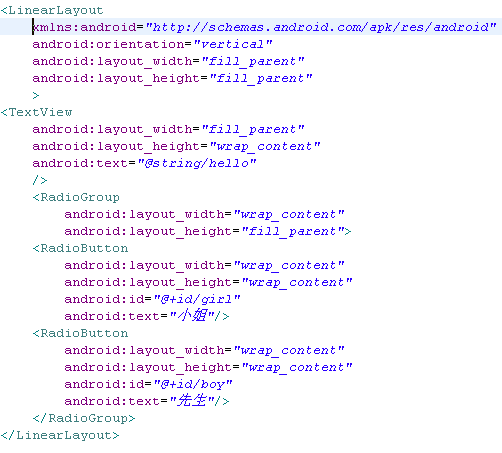 <LinearLayout
xmlns:android="http://schemas.android.com/apk/res/android"
android:orientation="vertical"
android:layout_width="fill_parent"
android:layout_height="fill_parent"
>
<TextView
android:layout_width="fill_parent"
android:layout_height="wrap_content"
android:text="@string/hello"
/>
<RadioGroup
android:layout_width="wrap_content"
android:layout_height="fill_parent">
<RadioButton
android:layout_width="wrap_content"
android:layout_height="wrap_content"
android:id="@+id/girl"
android:text="小姐"/>
<RadioButton
android:layout_width="wrap_content"
android:layout_height="wrap_content"
android:id="@+id/boy"
android:text="先生"/>
</RadioGroup>
</LinearLayout>